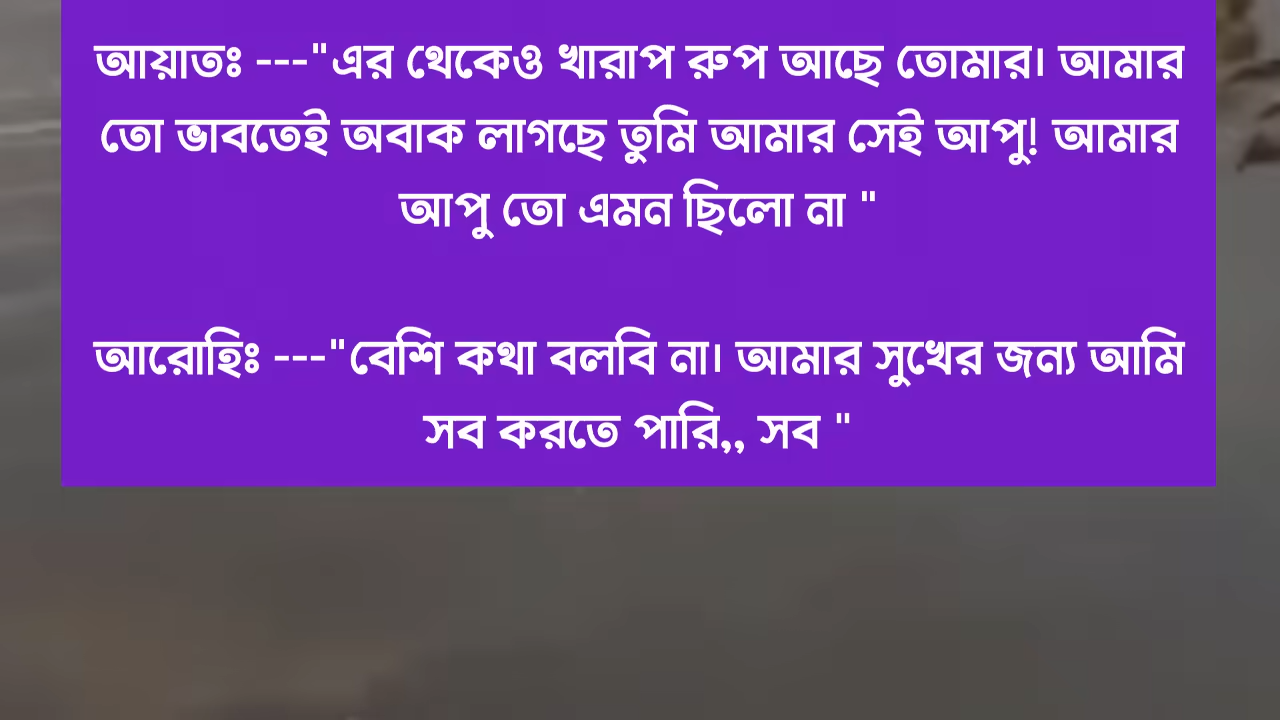 আয়াতঃ ---"এর থেকেও খারাপ রুপ আছে তোমার। আমার
তো ভাবতেই অবাক লাগছে তুমি আমার সেই আপু! আমার
আপু তো এমন ছিলো না "
আরোহিঃ ---"বেশি কথা বলবি না। আমার সুখের জন্য আমি
সব করতে পারি,, সব "